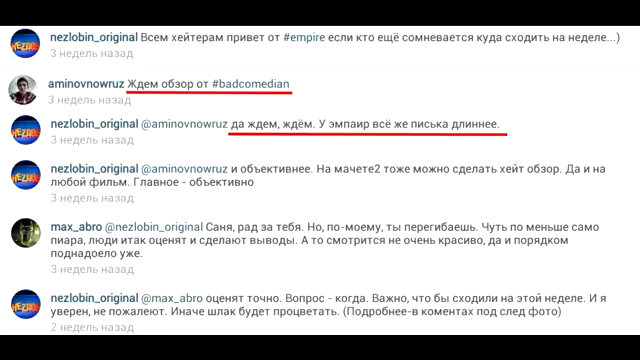 nezlobin_original Всем хейтерам привет от #empire если кто ещё сомневается куда сходить на неделе...)
3 недель назад
aminovnowruz Ждем обзор от #badcomedian
3 недель назад
nezlobin_original @aminovnowruz да ждем, ждём. У эмпаир всё же писька длиннее.
3 недель назад
nezlobin_original @aminovnowruz и объективнее. На мачете2 тоже можно сделать хейт обзор. Да и на
любой фильм. Главное - объективно
3 недель назад
max_abro @nezlobin_original Саня, рад за тебя. Но, по-моему, ты перегибаешь. Чуть по меньше само
пиара, люди итак оценят и сделают выводы. А то смотрится не очень красиво, да и порядком
поднадоело уже.
3 недель назад
nezlobin_original @max_abro оценят точно. Вопрос - когда. Важно, что бы сходили на этой неделе. И я
уверен, не пожалеют. Иначе шлак будет процветать. (Подробнее-в коментах под след фото)
2 недель назад